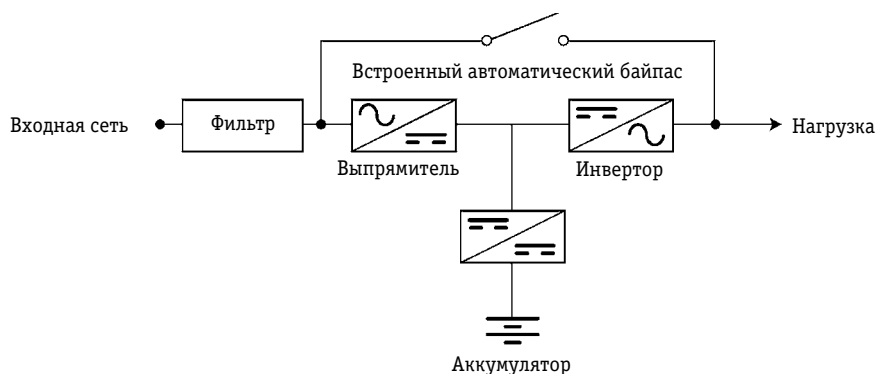 Встроенный автоматический байпас
Входная сеть
Фильтр
Нагрузка
Выпрямитель
Инвертор
Аккумулятор